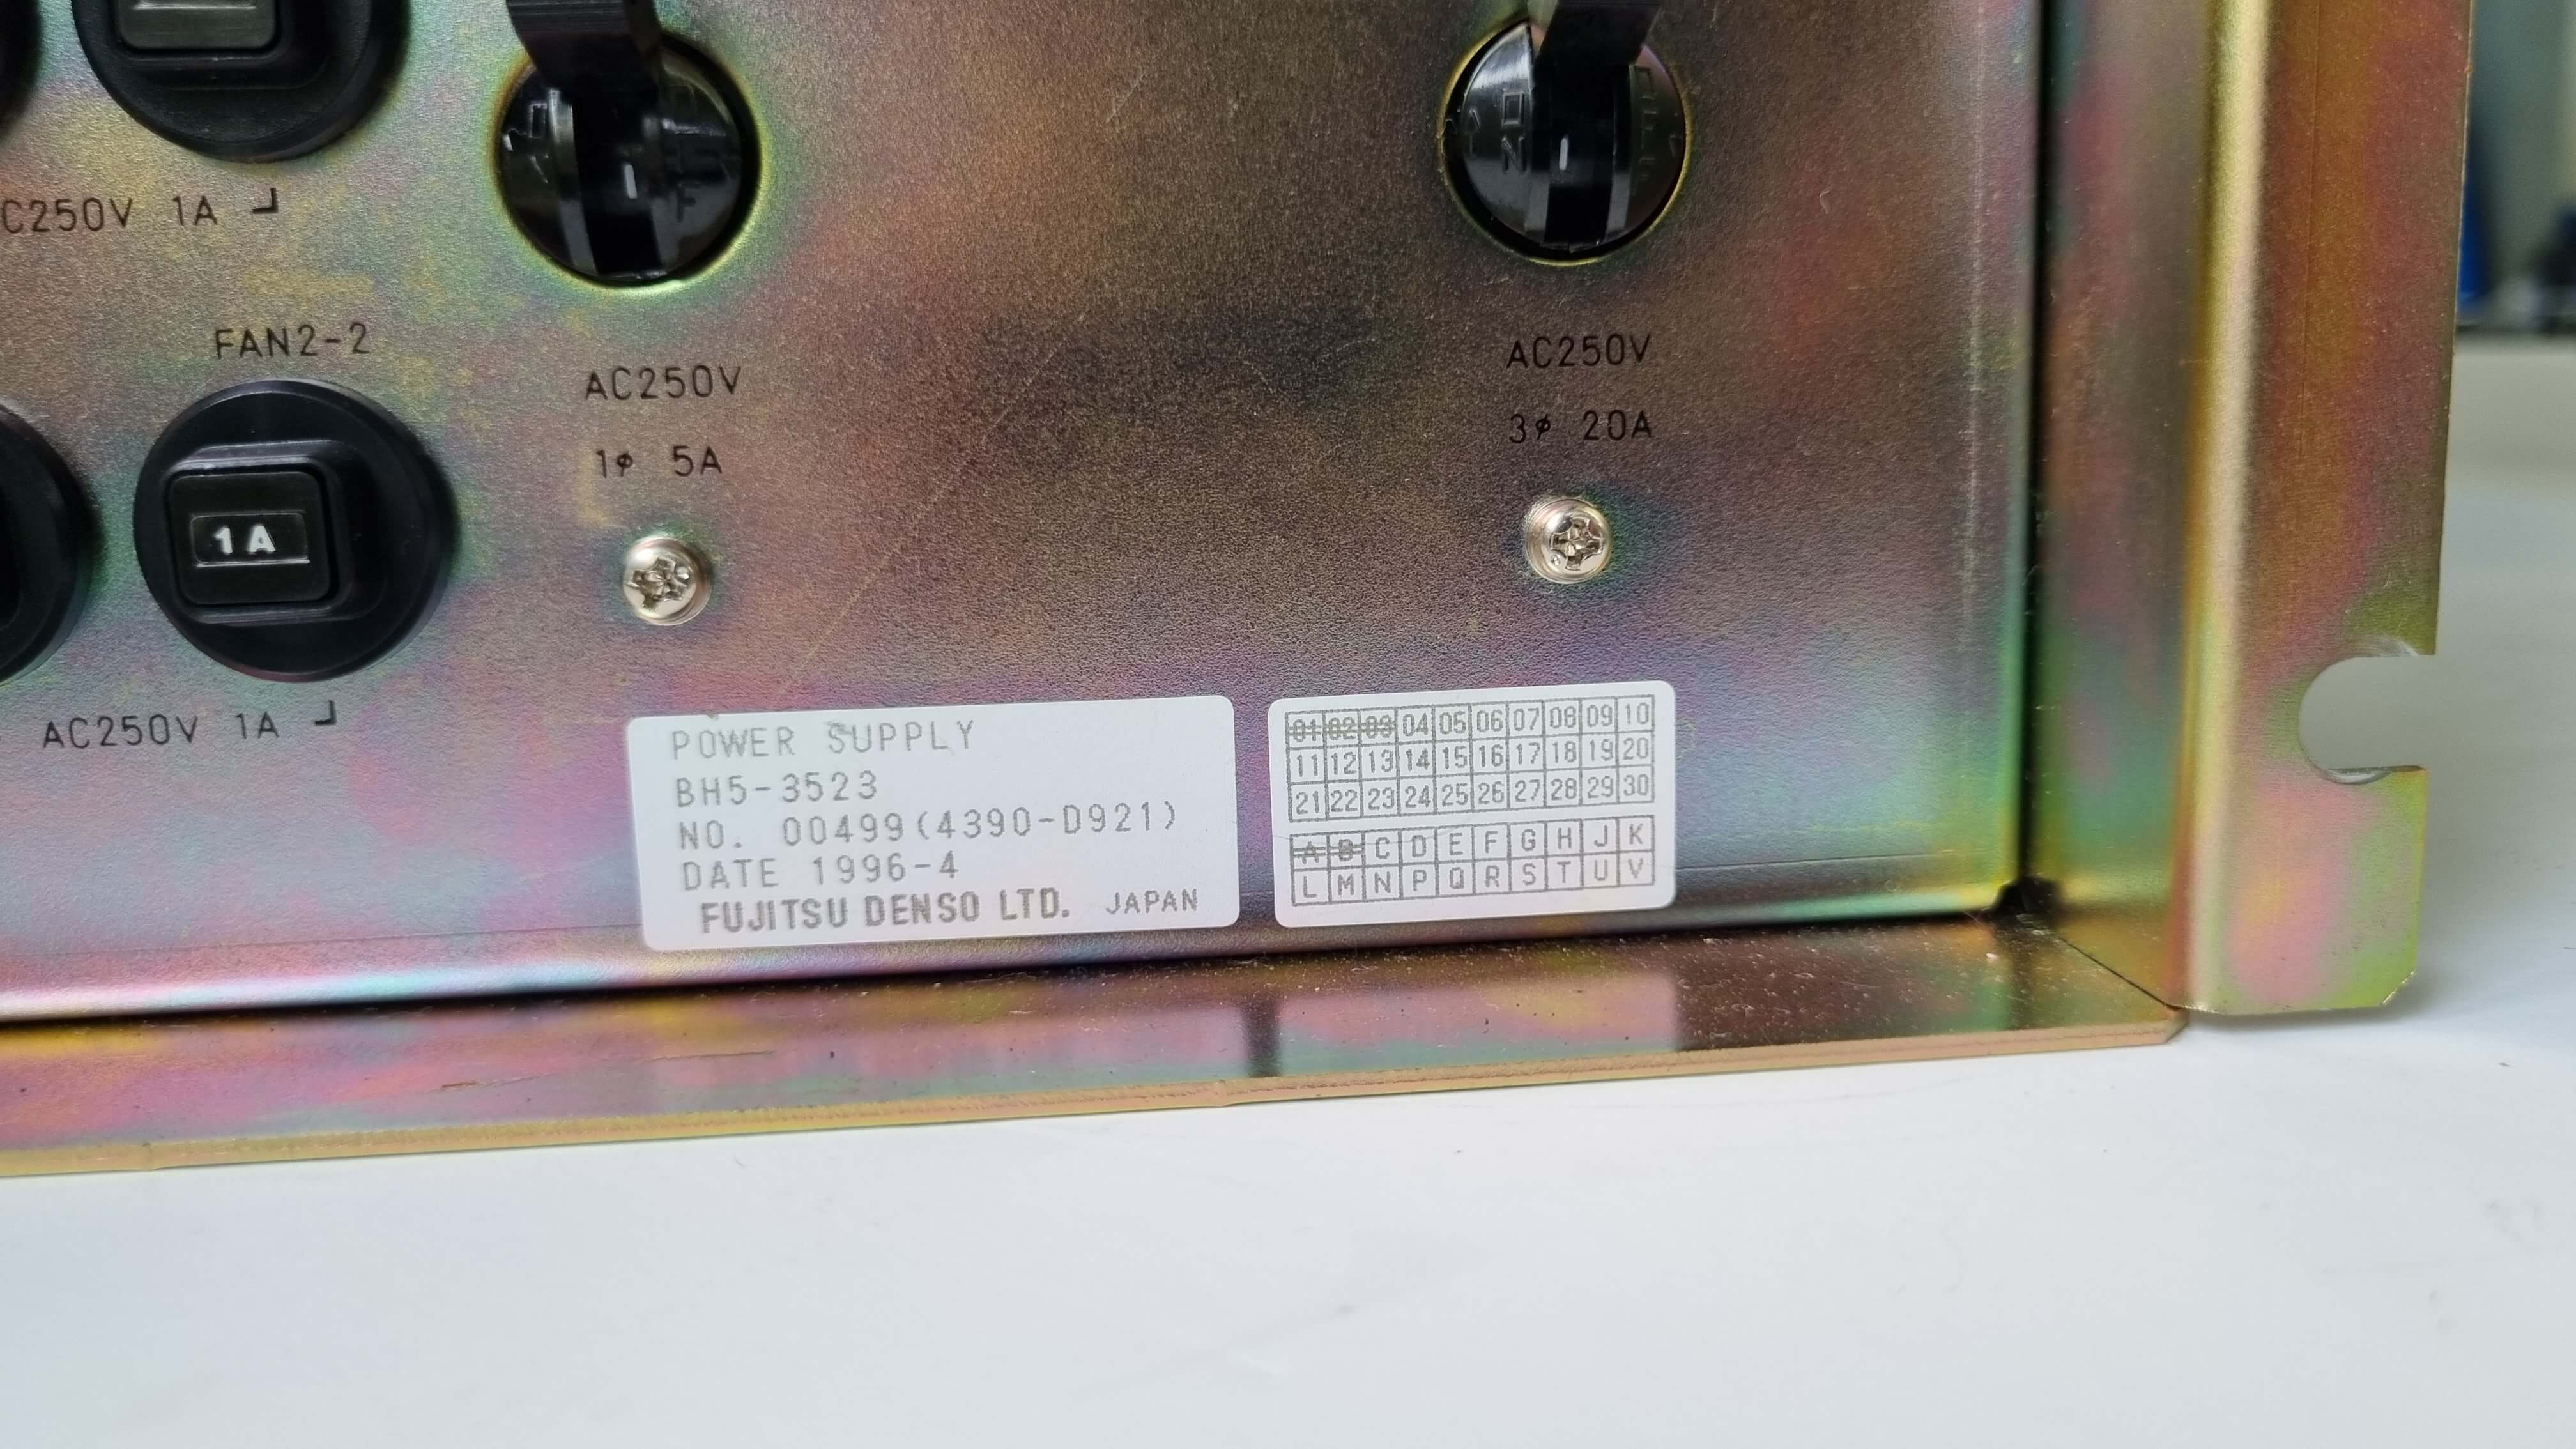 C250V 1A
FAN2-2
1A
AC250V 1A
AC250V
1φ 5A
AC250V
3φ 20A
POWER SUPPLY
BH5-3523
NO. 00499(4390-D921)
DATE 1996-4
FUJITSU DENSO LTD. JAPAN
01 02 03 04 05 06 07 08 09 10
11 12 13 14 15 16 17 18 19 20
21 22 23 24 25 26 27 28 29 30
A B C D E F G H J K
L M N P Q R S T U V